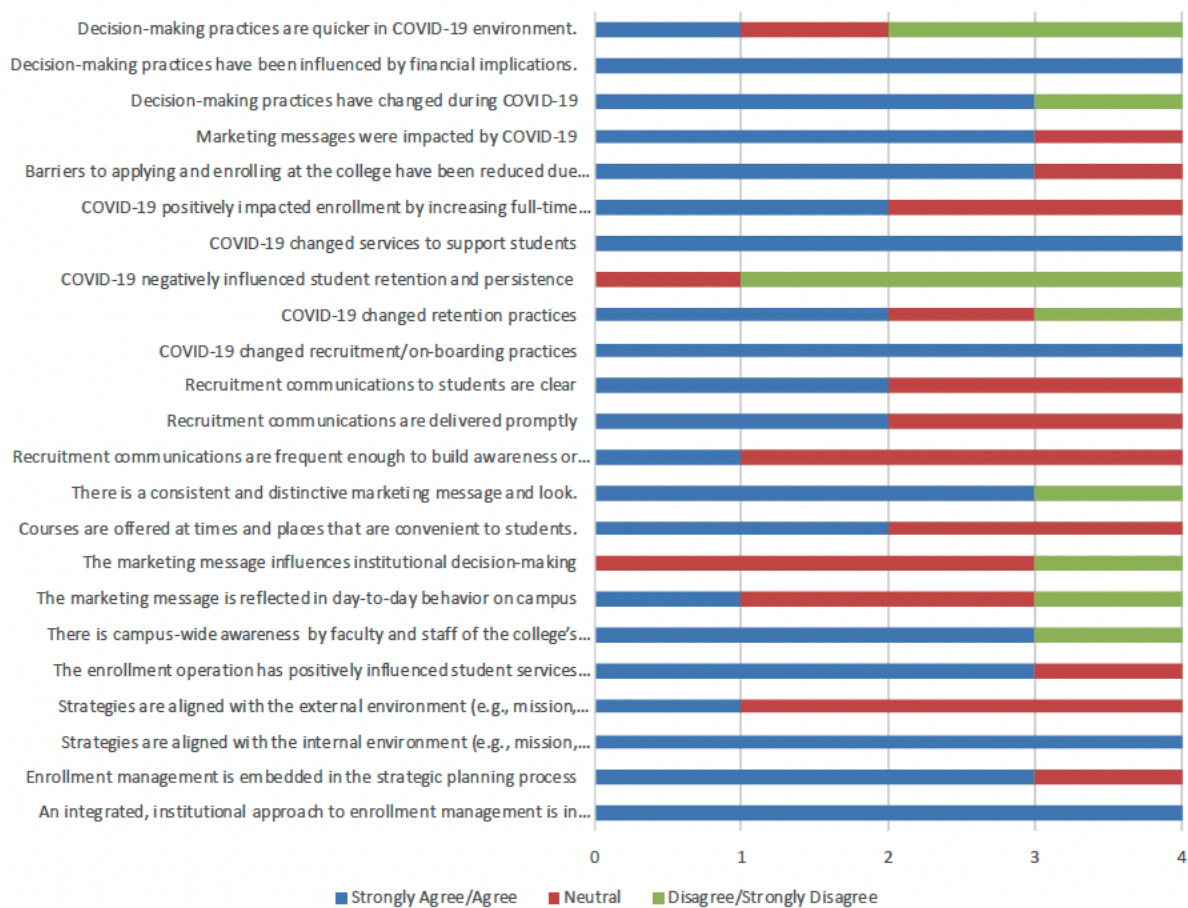 Decision-making practices are quicker in COVID-19 environment.
Decision-making practices have been influenced by financial implications.
Decision-making practices have changed during COVID-19
Marketing messages were impacted by COVID-19
Barriers to applying and enrolling at the college have been reduced due...
COVID-19 positively impacted enrollment by increasing full-time...
COVID-19 changed services to support students
COVID-19 negatively influenced student retention and persistence
COVID-19 changed retention practices
COVID-19 changed recruitment/on-boarding practices
Recruitment communications to students are clear
Recruitment communications are delivered promptly
Recruitment communications are frequent enough to build awareness or...
There is a consistent and distinctive marketing message and look.
Courses are offered at times and places that are convenient to students.
The marketing message influences institutional decision-making
The marketing message is reflected in day-to-day behavior on campus
There is campus-wide awareness by faculty and staff of the college’s...
The enrollment operation has positively influenced student services...
Strategies are aligned with the external environment (e.g., mission,...
Strategies are aligned with the internal environment (e.g., mission,...
Enrollment management is embedded in the strategic planning process
An integrated, institutional approach to enrollment management is in...
0 1 2 3 4
Strongly Agree/Agree Neutral Disagree/Strongly Disagree